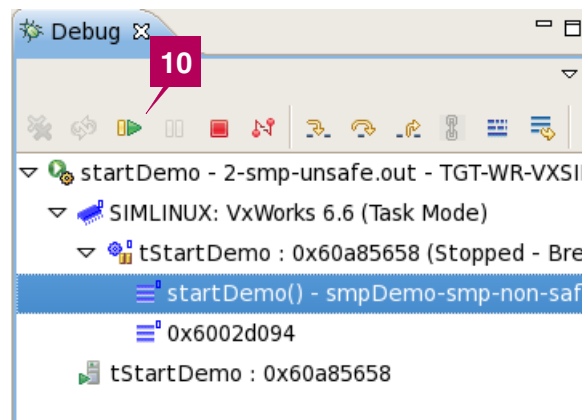 Debug
10
startDemo - 2-smp-unsafe.out - TGT-WR-VXSI
SIMLINUX: VxWorks 6.6 (Task Mode)
tStartDemo : 0x60a85658 (Stopped - Bre
startDemo() - smpDemo-smp-non-saf
0x6002d094
tStartDemo : 0x60a85658